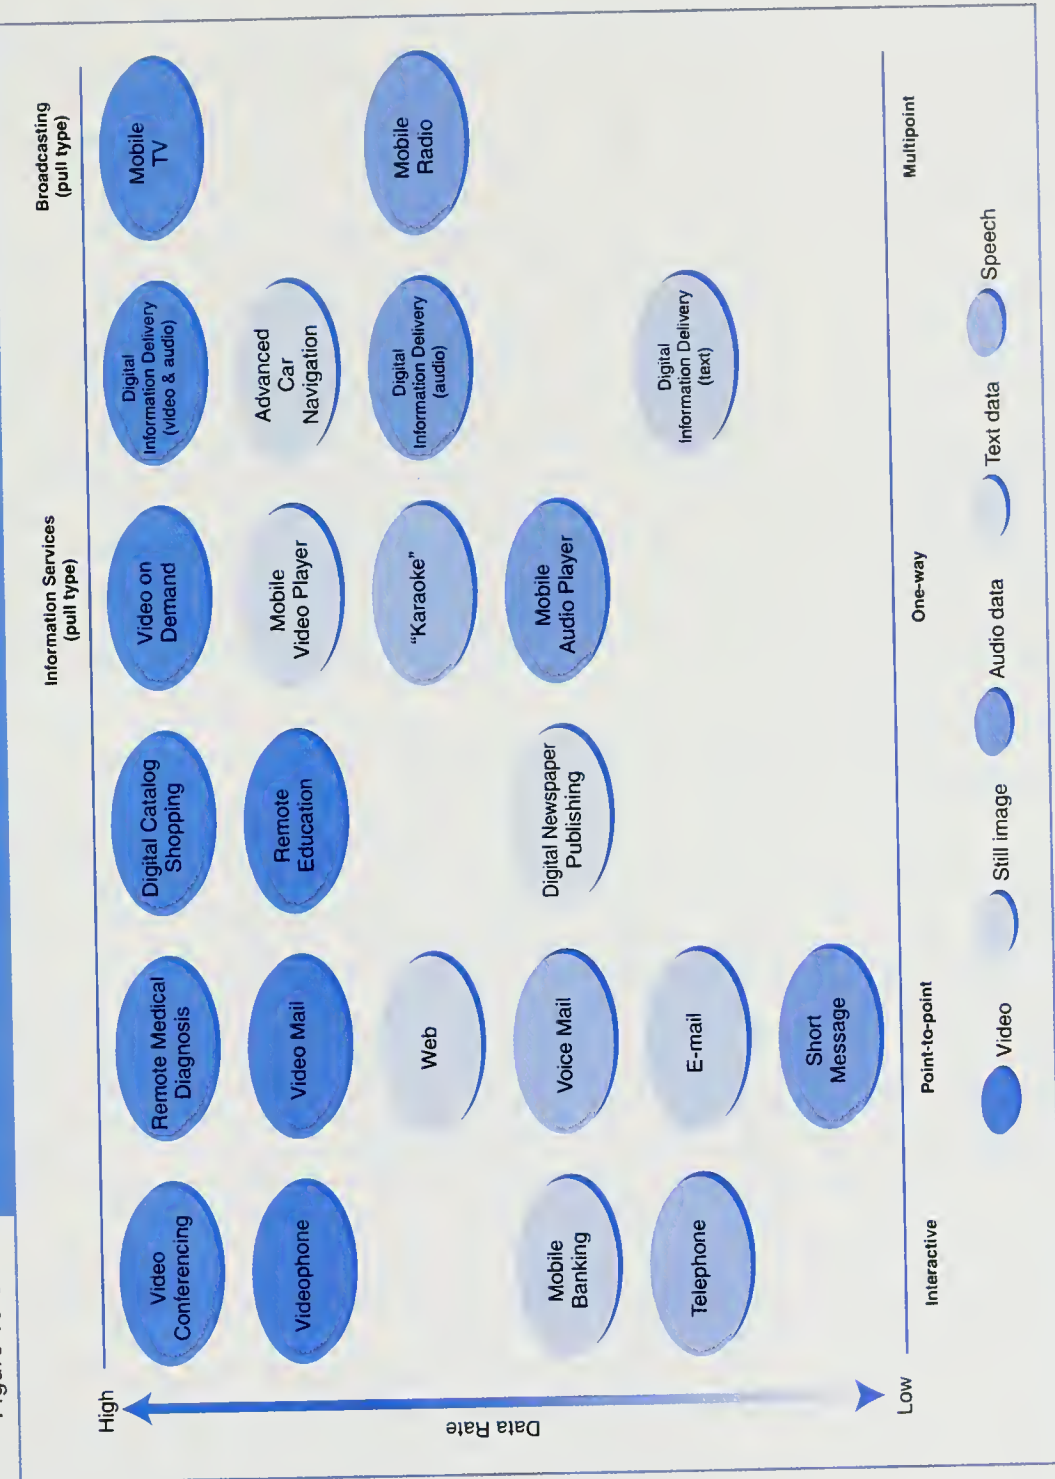 Information Services
(pull type)
Broadcasting
(pull type)
High
Video
Conferencing
Remote Medical
Diagnosis
Digital Catalog
Shopping
Video on
Demand
Digital
Information Delivery
(video & audio)
Mobile
TV
Videophone
Video Mail
Remote
Education
Mobile
Video Player
Advanced
Car
Navigation
Data Rate
Web
"Karaoke"
Digital
Information Delivery
(audio)
Mobile
Radio
Mobile
Banking
Voice Mail
Digital Newspaper
Publishing
Mobile
Audio Player
Telephone
E-mail
Digital
Information Delivery
(text)
Short
Message
Low
Interactive
Point-to-point
One-way
Multipoint
Video
Still image
Audio data
Text data
Speech